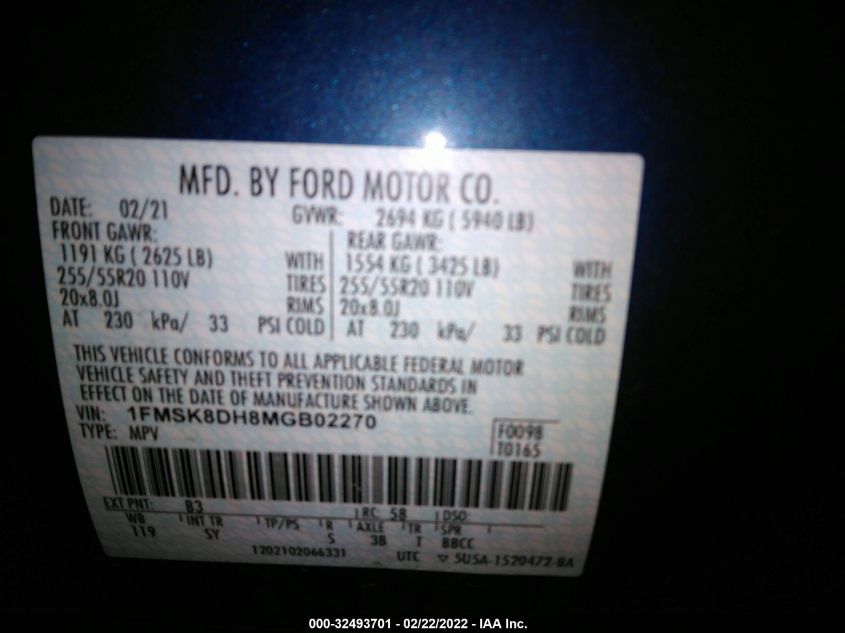 MFD. BY FORD MOTOR CO.
DATE: 02/21 GVWR: 2694 KG ( 5940 LB)
FRONT GAWR: REAR GAWR:
1191 KG ( 2625 LB) WITH 1554 KG ( 3425 LB) WITH
255/55R20 110V TIRES 255/55R20 110V TIRES
20x8.0J RIMS 20x8.0J RIMS
AT 230 kPa/ 33 PSI COLD AT 230 kPa/ 33 PSI COLD
THIS VEHICLE CONFORMS TO ALL APPLICABLE FEDERAL MOTOR
VEHICLE SAFETY AND THEFT PREVENTION STANDARDS IN
EFFECT ON THE DATE OF MANUFACTURE SHOWN ABOVE.
VIN: 1FMSK8DH8MGB02270
TYPE: MPV F0098
T0165
EXT PNT: B3 RC: 58 DSO:
WB INT TR TP/PS R AXLE TR SPR
119 SY S 3B T BBCC
1202102066331 UTC ▽ 5U5A-1520472-BA
000-32493701 - 02/22/2022 - IAA Inc.